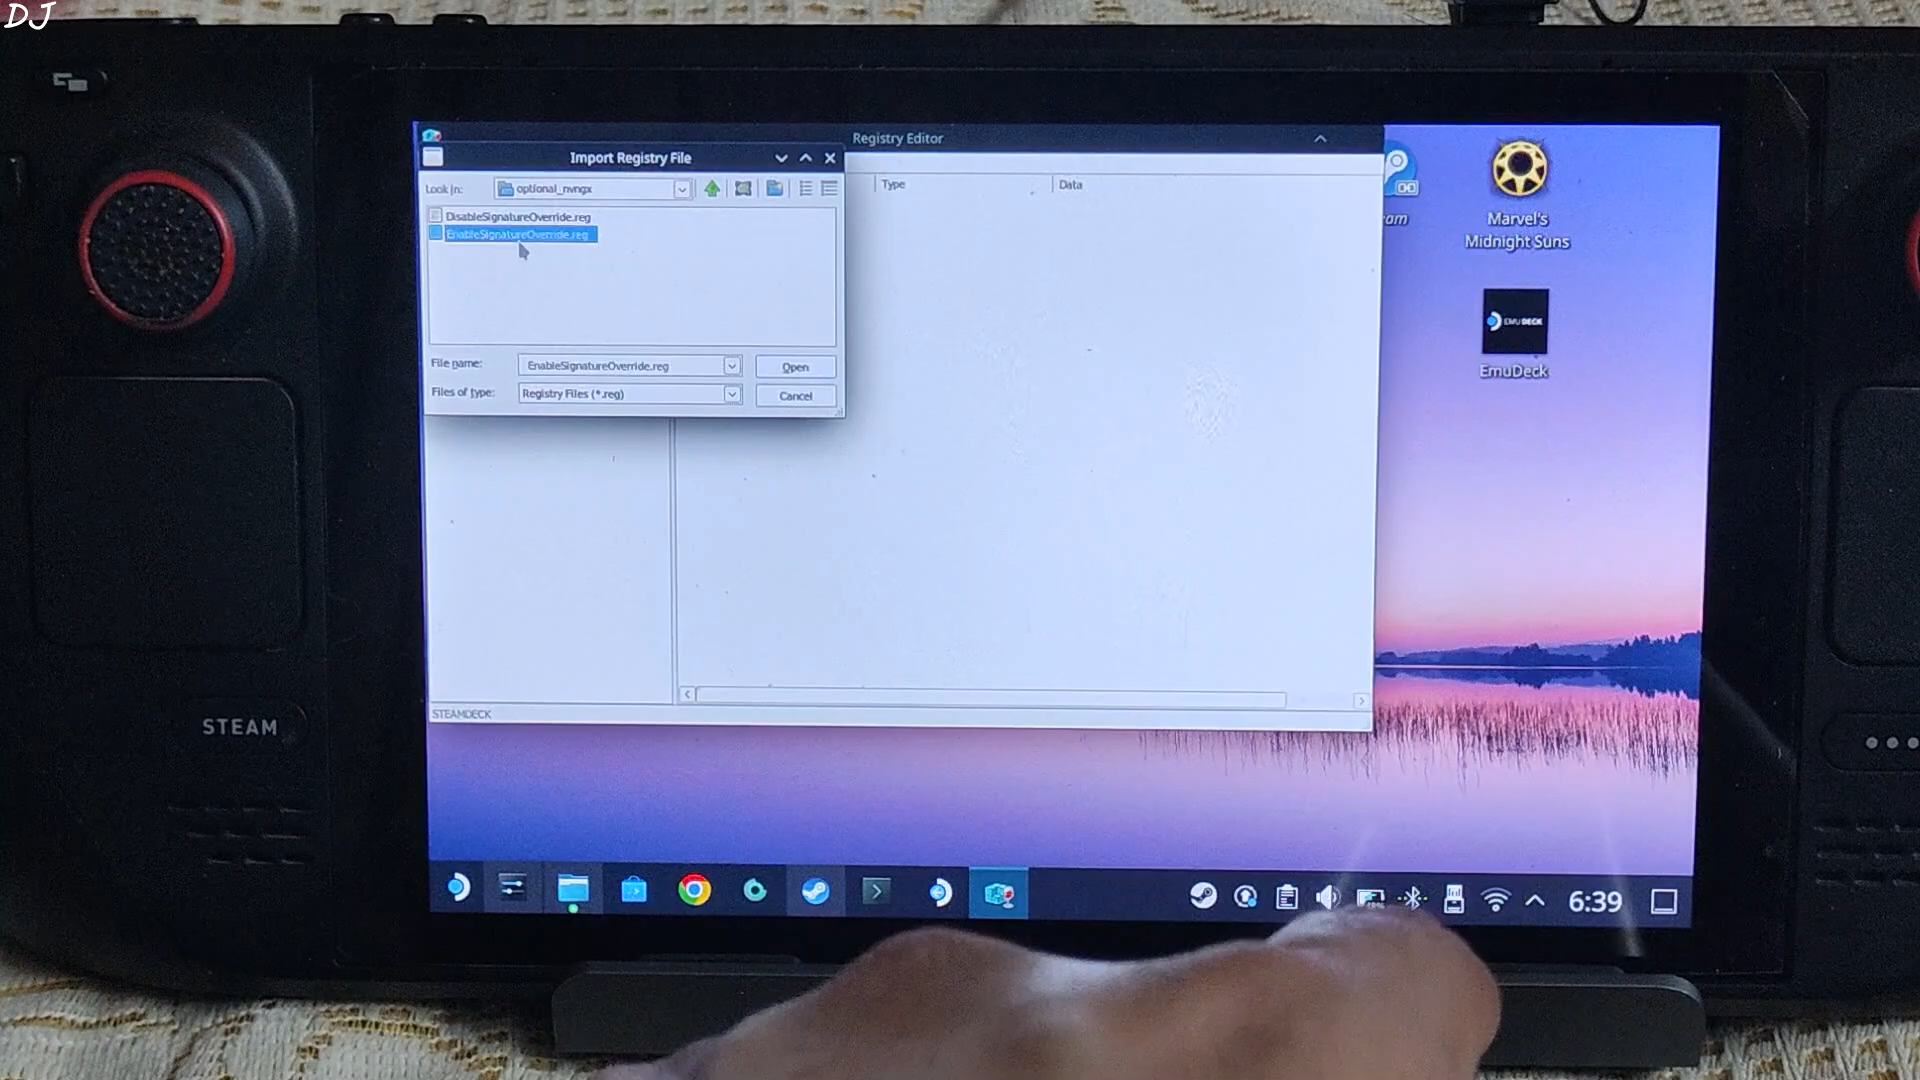 DJ
Registry Editor
Import Registry File
Look in:
optional_nvngx
Type
Data
DisableSignatureOverride.reg
EnableSignatureOverride.reg
File name:
EnableSignatureOverride.reg
Open
Files of type:
Registry Files (*.reg)
Cancel
STEAMDECK
Marvel's
Midnight Suns
EMUDECK
EmuDeck
STEAM
6:39